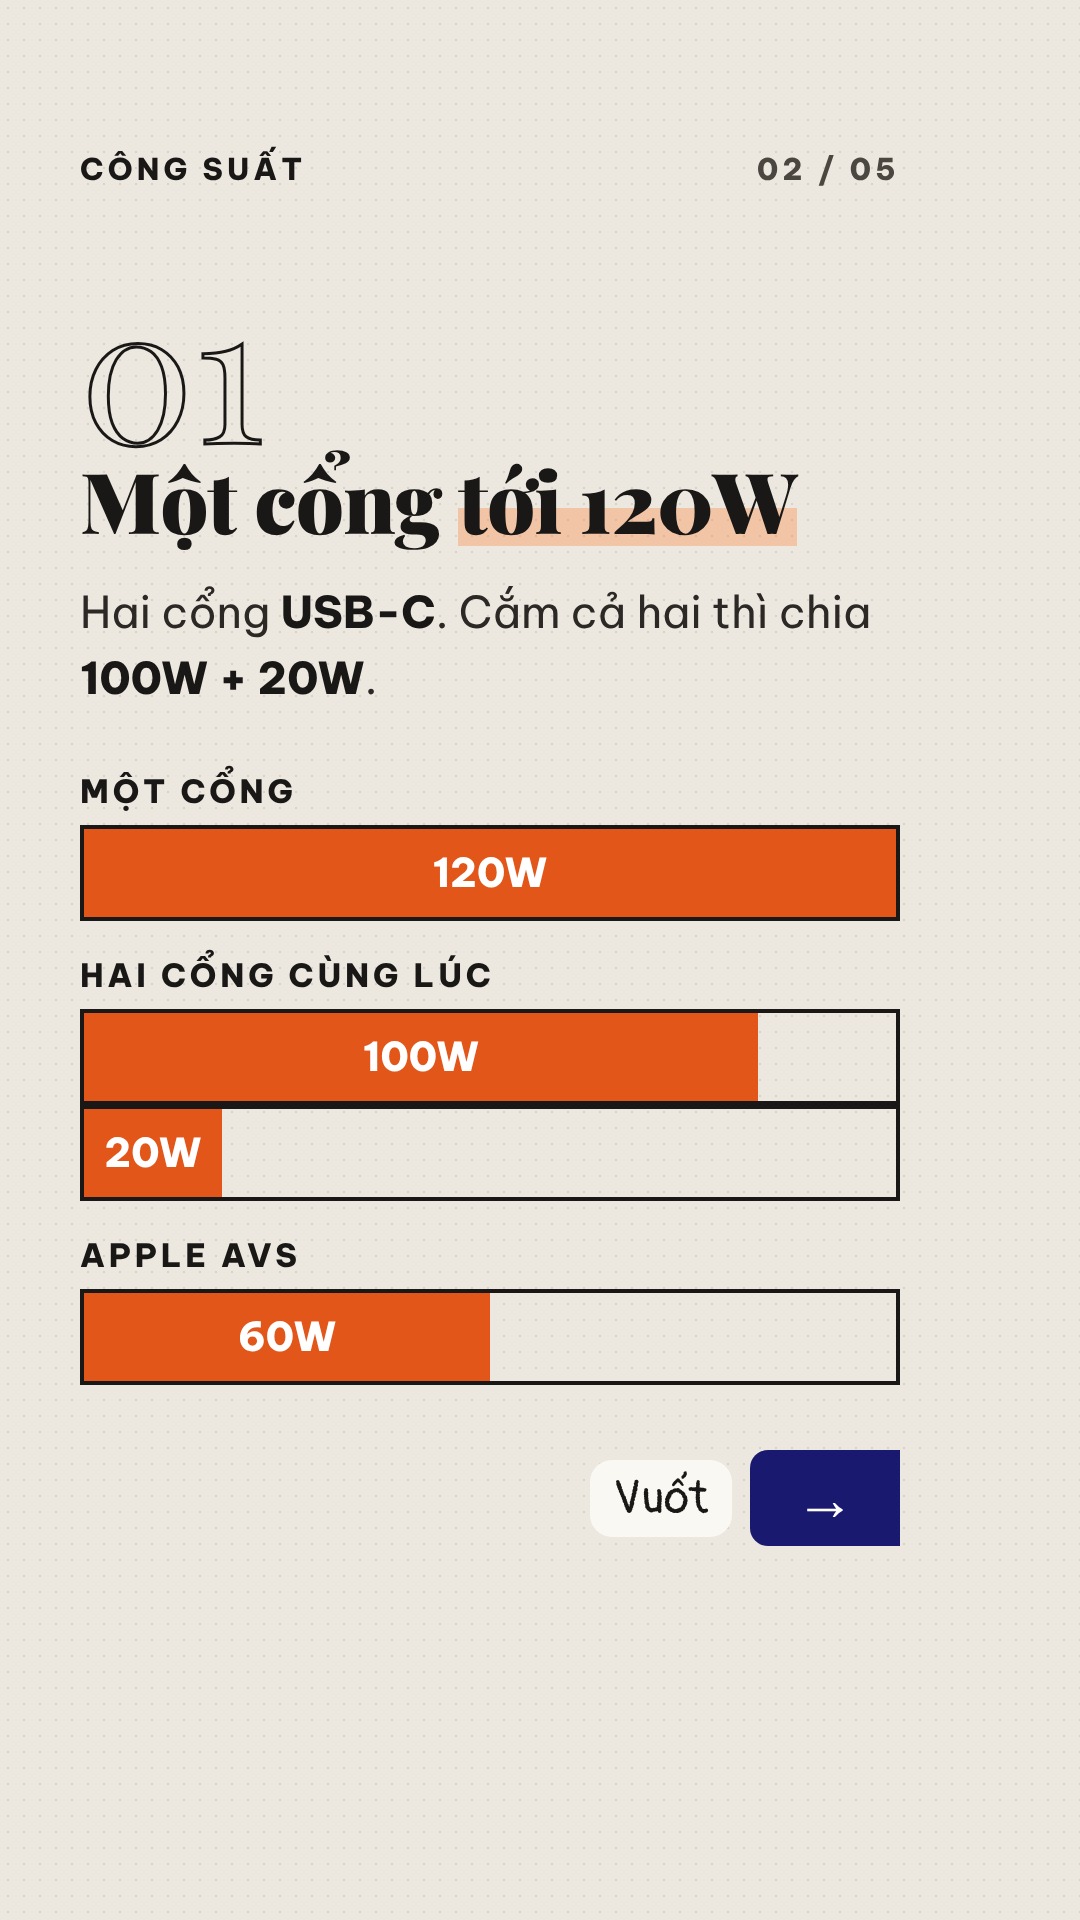 CÔNG SUẤT
02 / 05
01
Một cổng tới 120W
Hai cổng USB-C. Cắm cả hai thì chia
100W + 20W.
MỘT CỔNG
120W
HAI CỔNG CÙNG LÚC
100W
20W
APPLE AVS
60W
Vuốt →